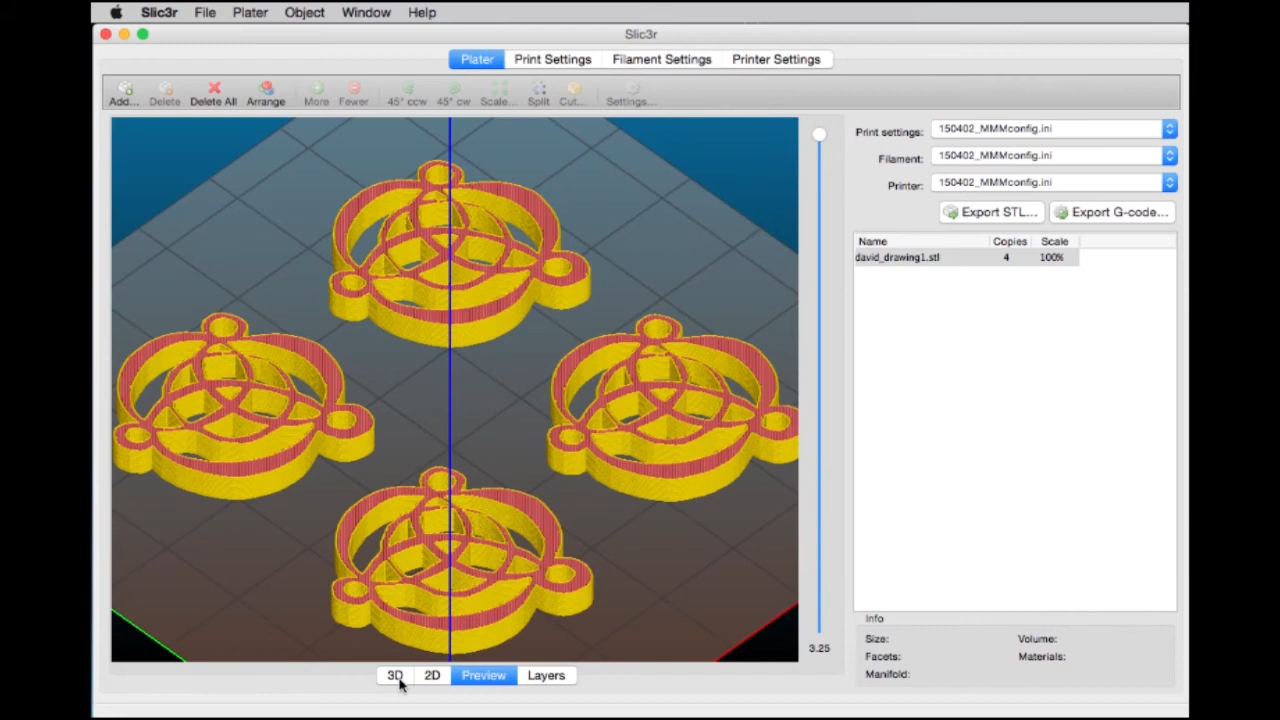 Slic3r File Plater Object Window Help
Slic3r
Plater Print Settings Filament Settings Printer Settings
Add... Delete Delete All Arrange More Fewer 45° ccw 45° cw Scale... Split Cut... Settings...
Print settings: 150402_MMMconfig.ini
Filament: 150402_MMMconfig.ini
Printer: 150402_MMMconfig.ini
Export STL... Export G-code...
Name Copies Scale
david_drawing1.stl 4 100%
Info
Size: Volume:
Facets: Materials:
Manifold:
3.25
3D 2D Preview Layers